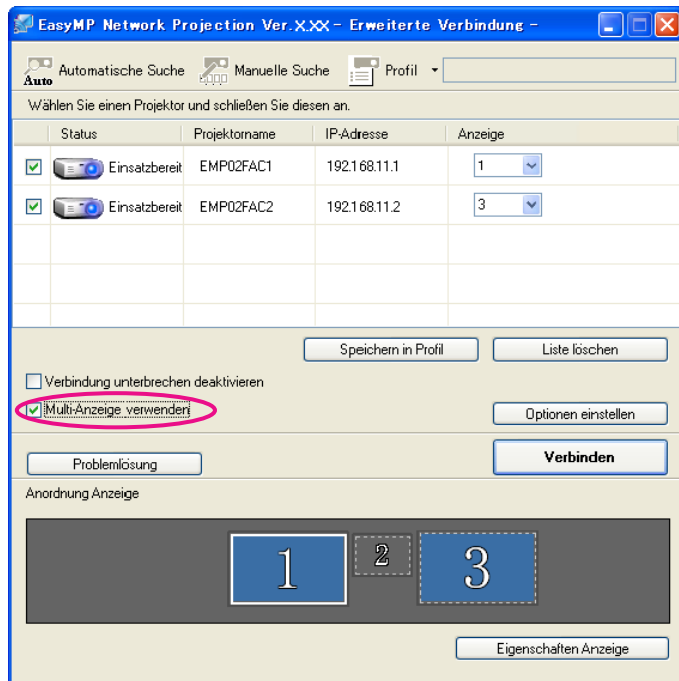 EasyMP Network Projection Ver.X.XX - Erweiterte Verbindung -
Auto Automatische Suche Manuelle Suche Profil
Wählen Sie einen Projektor und schließen Sie diesen an.
Status Projektorname IP-Adresse Anzeige
Einsatzbereit EMP02FAC1 192.168.11.1 1
Einsatzbereit EMP02FAC2 192.168.11.2 3
Speichern in Profil Liste löschen
Verbindung unterbrechen deaktivieren
Multi-Anzeige verwenden Optionen einstellen
Problemlösung Verbinden
Anordnung Anzeige
1 2 3
Eigenschaften Anzeige